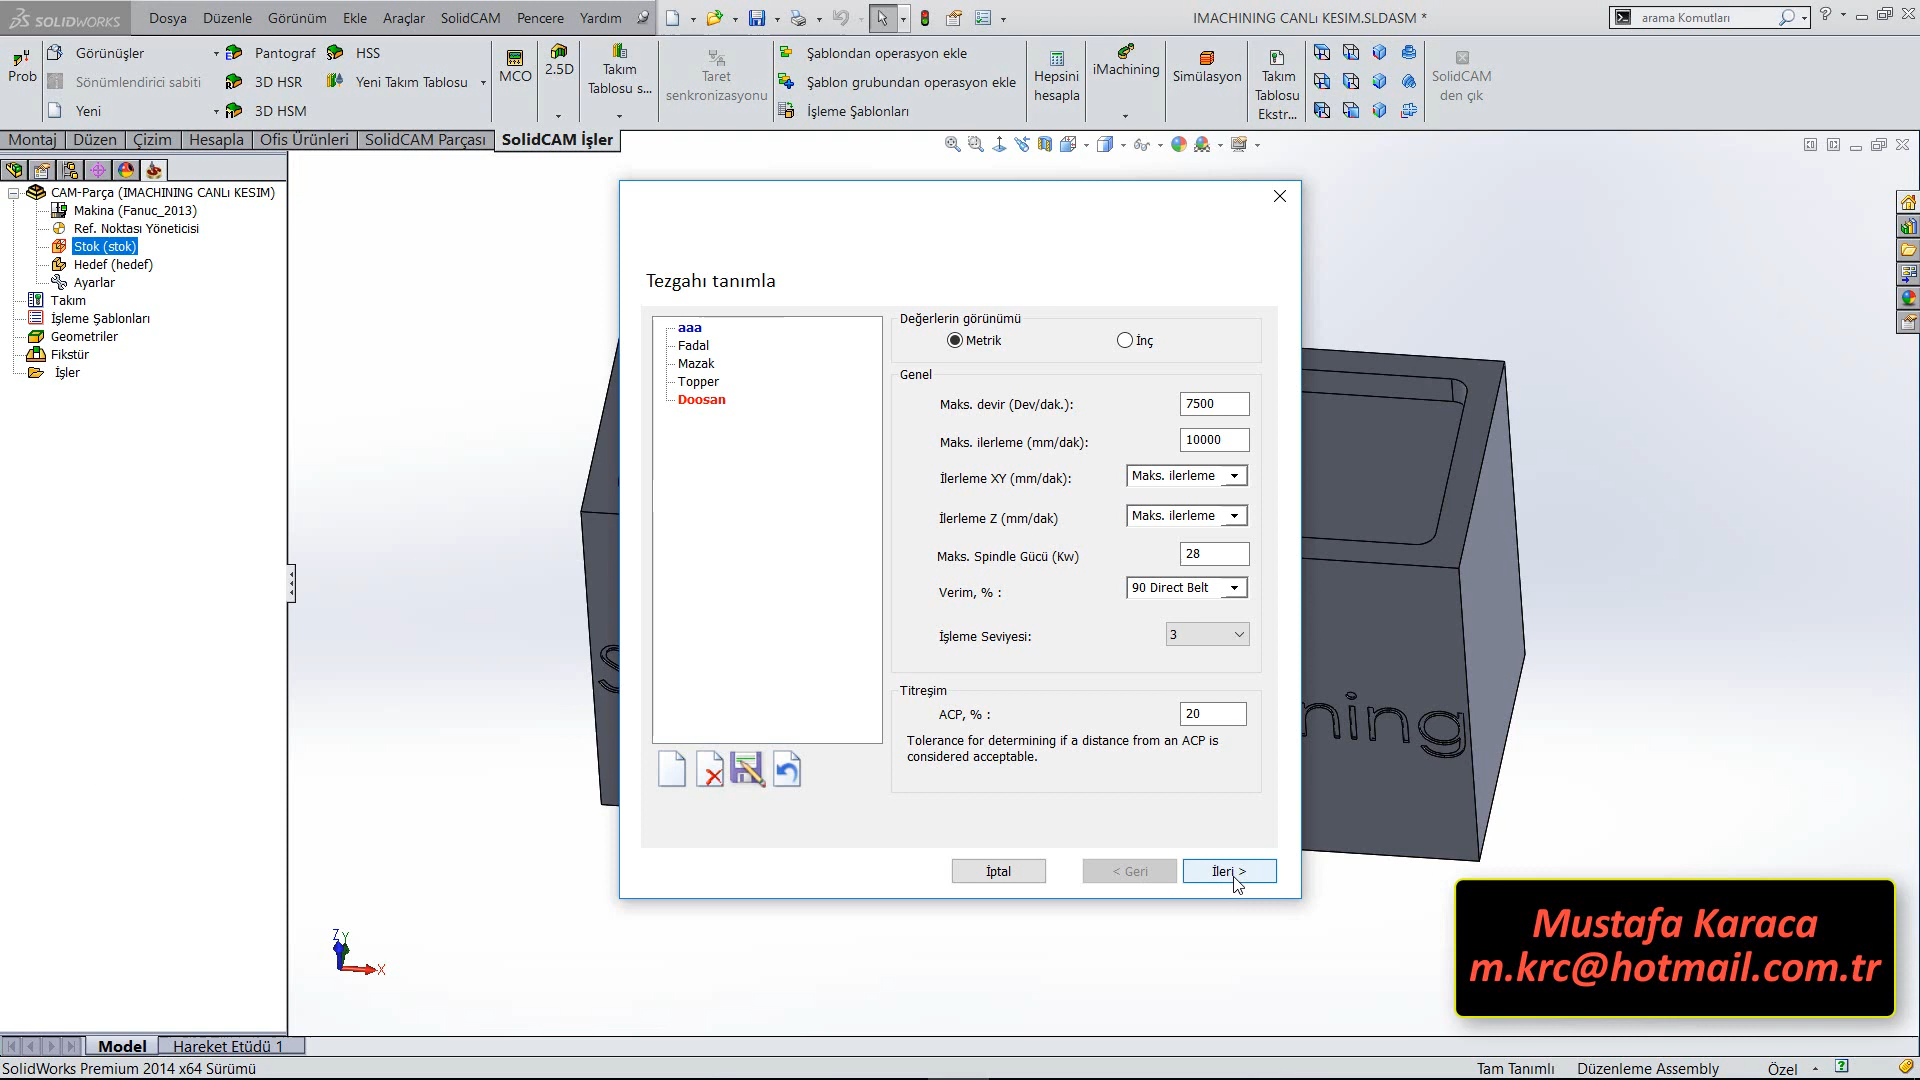 SOLIDWORKS
Dosya Düzenle Görünüm Ekle Araçlar SolidCAM Pencere Yardım
IMACHINING CANLı KESIM.SLDASM *
arama Komutları
Prob
Görünüşler
Sönümlendirici sabiti
Yeni
Pantograf
3D HSR
3D HSM
HSS
Yeni Takım Tablosu
MCO
2.5D
Takım
Tablosu s...
Taret
senkronizasyonu
Şablondan operasyon ekle
Şablon grubundan operasyon ekle
İşleme Şablonları
Hepsini
hesapla
iMachining
Simülasyon
Takım
Tablosu
Ekstr...
SolidCAM
den çık
Montaj Düzen Çizim Hesapla Ofis Ürünleri SolidCAM Parçası SolidCAM İşler
CAM-Parça (IMACHINING CANLı KESIM)
Makina (Fanuc_2013)
Ref. Noktası Yöneticisi
Stok (stok)
Hedef (hedef)
Ayarlar
Takım
İşleme Şablonları
Geometriler
Fikstür
İşler
Tezgahı tanımla
aaa
Fadal
Mazak
Topper
Doosan
Değerlerin görünümü
Metrik İnç
Genel
Maks. devir (Dev/dak.): 7500
Maks. ilerleme (mm/dak): 10000
İlerleme XY (mm/dak): Maks. ilerleme
İlerleme Z (mm/dak) Maks. ilerleme
Maks. Spindle Gücü (Kw) 28
Verim, % : 90 Direct Belt
İşleme Seviyesi: 3
Titreşim
ACP, % : 20
Tolerance for determining if a distance from an ACP is
considered acceptable.
İptal < Geri İleri >
ning
Mustafa Karaca
m.krc@hotmail.com.tr
Z Y X
Model Hareket Etüdü 1
SolidWorks Premium 2014 x64 Sürümü
Tam Tanımlı Düzenleme Assembly Özel